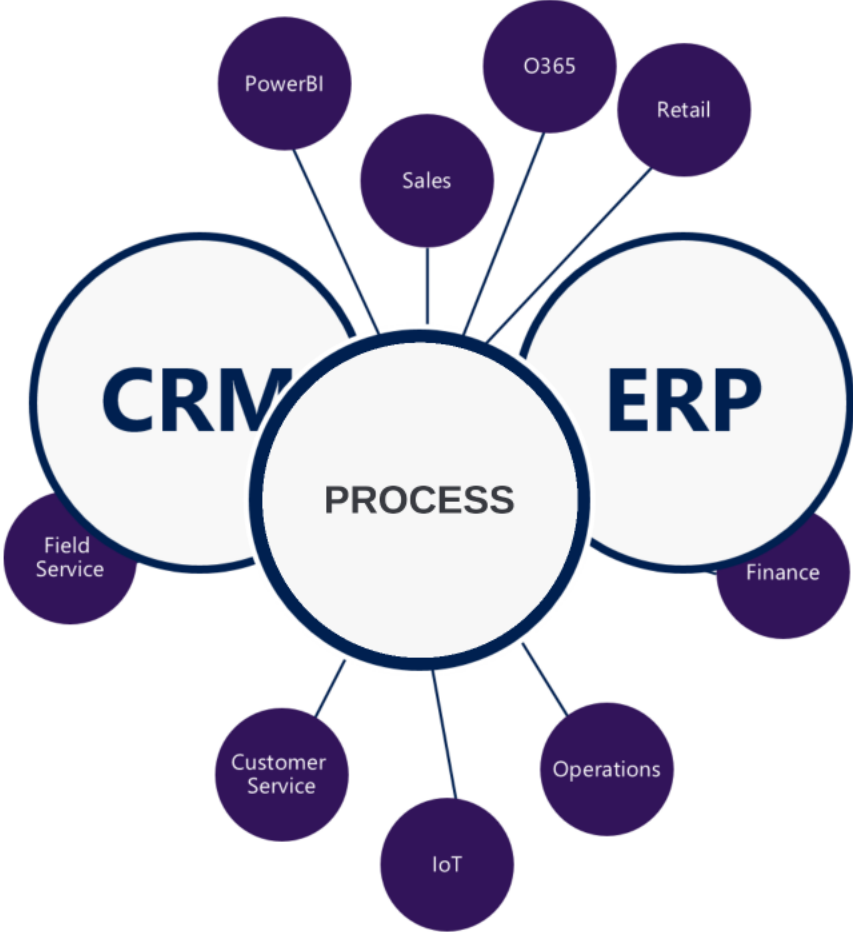 O365
PowerBI
Retail
Sales
CRM
ERP
PROCESS
Field
Service
Finance
Customer
Service
Operations
IoT